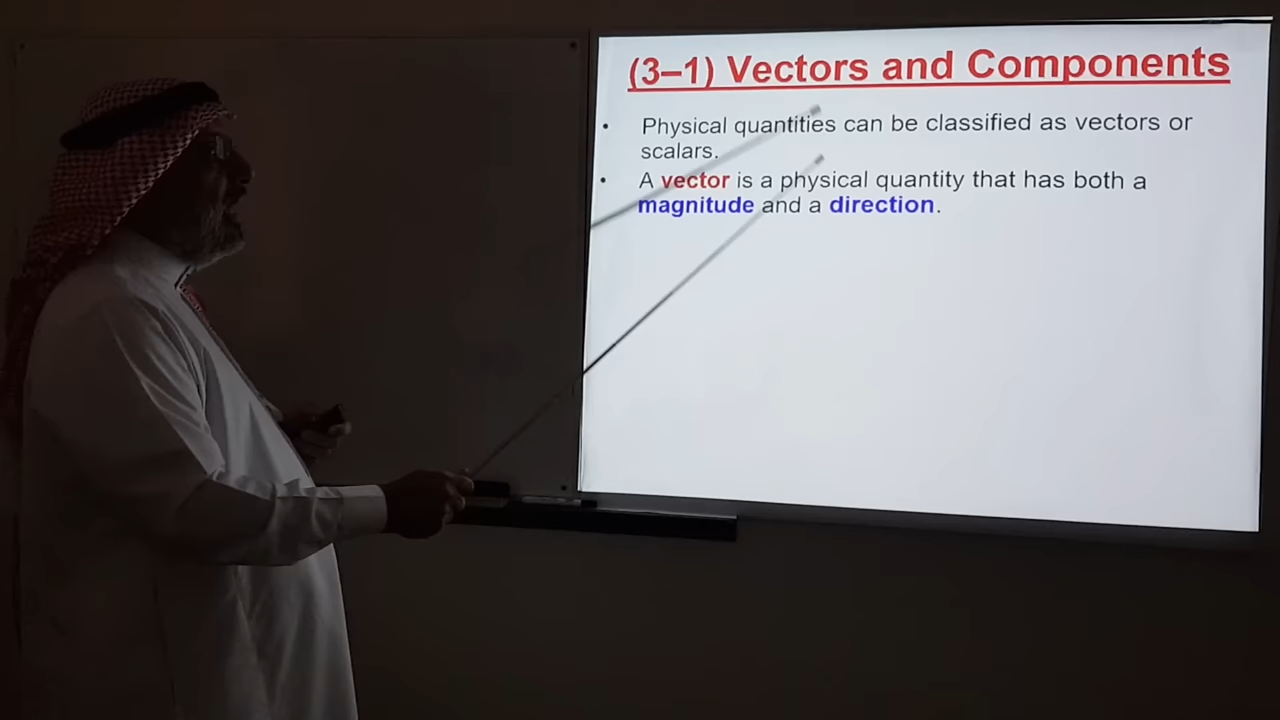 (3–1) Vectors and Components
• Physical quantities can be classified as vectors or
scalars.
• A vector is a physical quantity that has both a
magnitude and a direction.